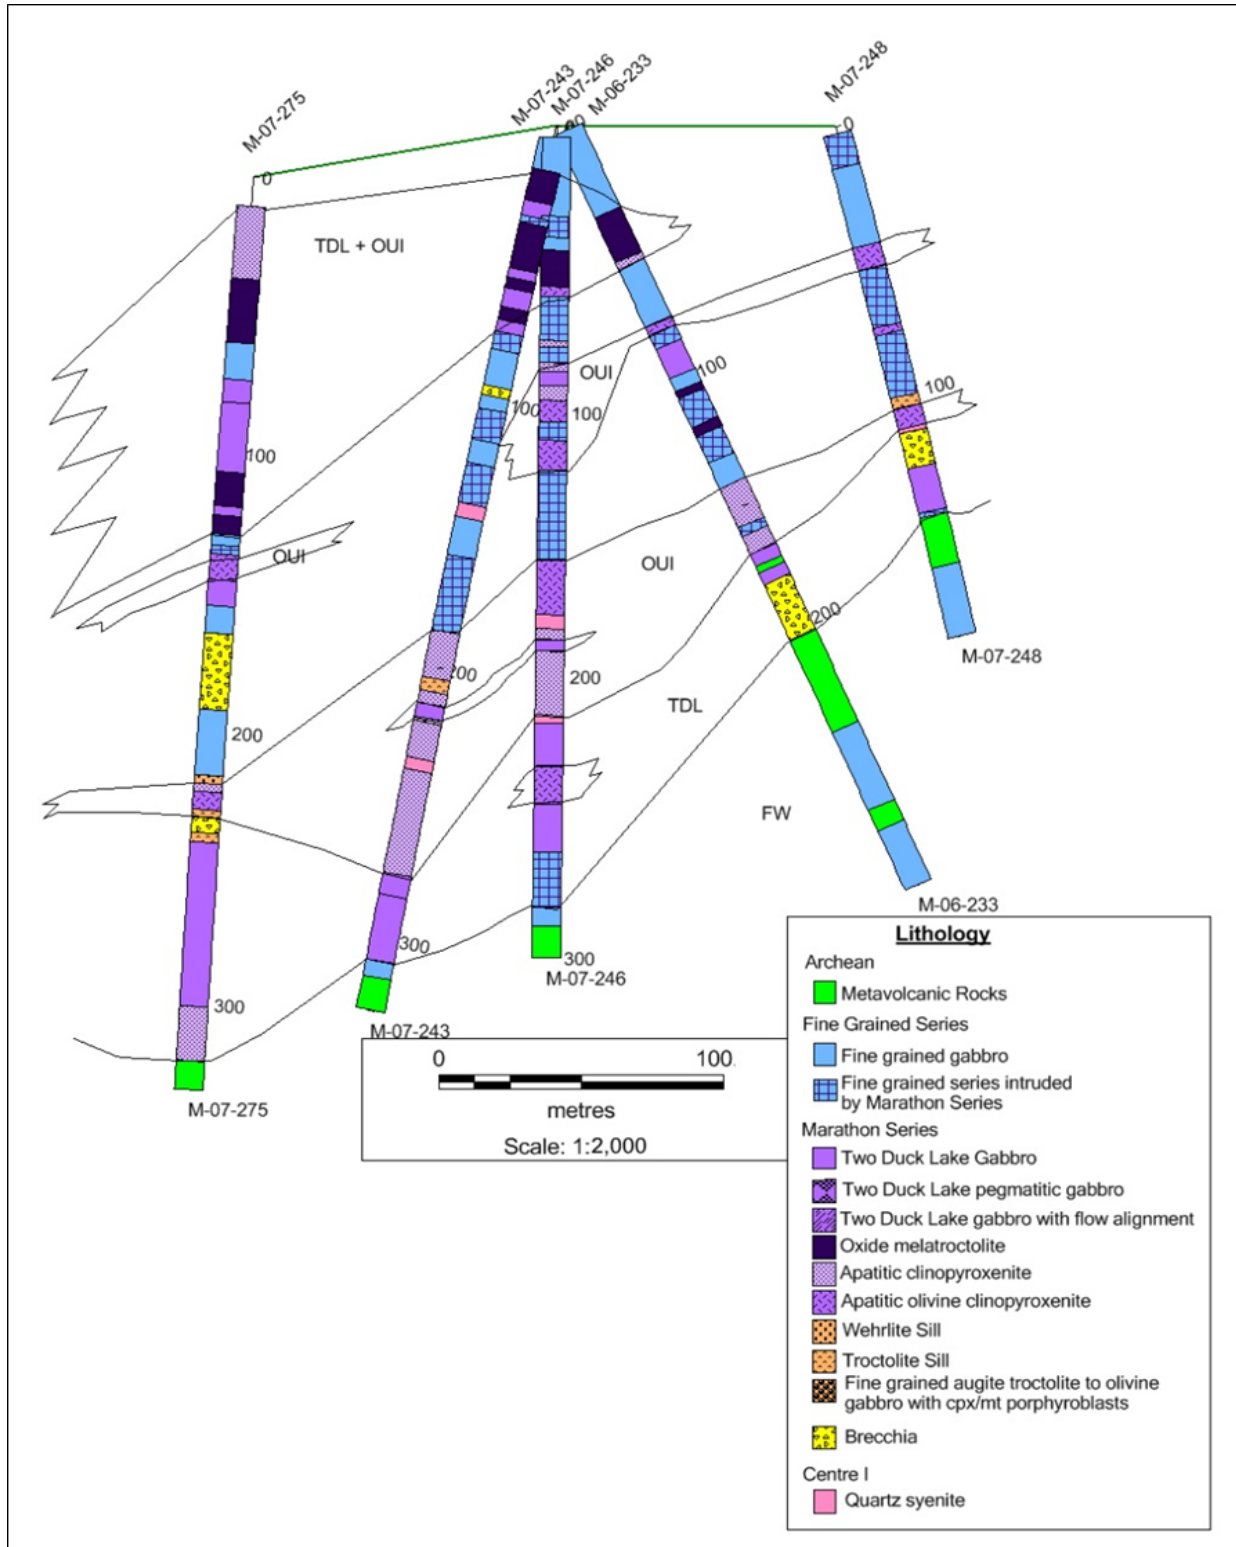 M-07-275
M-07-243
M-07-246
M-06-233
M-07-248
0
0
TDL + OUI
100
OUI
200
300
M-07-275
100
200
300
M-07-243
OUI
100
200
300
M-07-246
100
200
M-06-233
100
M-07-248
OUI
TDL
FW
0 100
metres
Scale: 1:2,000
Lithology
Archean
Metavolcanic Rocks
Fine Grained Series
Fine grained gabbro
Fine grained series intruded
by Marathon Series
Marathon Series
Two Duck Lake Gabbro
Two Duck Lake pegmatitic gabbro
Two Duck Lake gabbro with flow alignment
Oxide melatroctolite
Apatitic clinopyroxenite
Apatitic olivine clinopyroxenite
Wehrlite Sill
Troctolite Sill
Fine grained augite troctolite to olivine
gabbro with cpx/mt porphyroblasts
Brecchia
Centre I
Quartz syenite